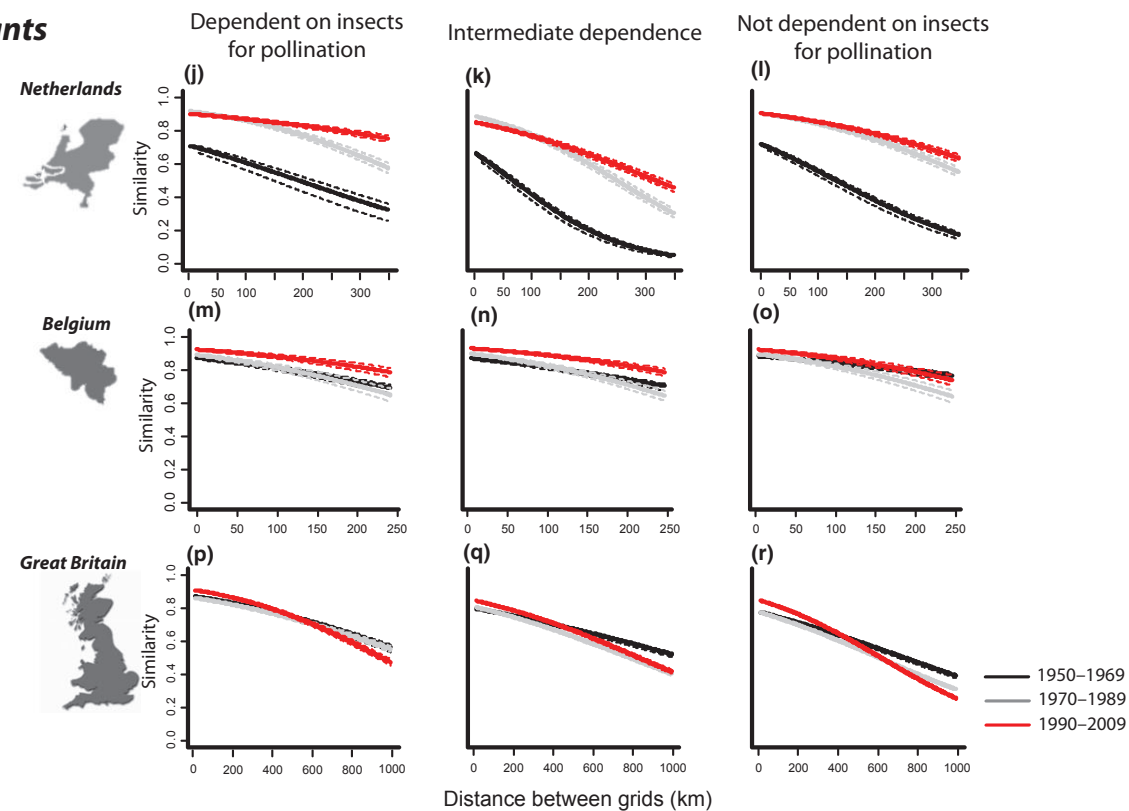 Dependent on insects
for pollination
Intermediate dependence
Not dependent on insects
for pollination
Netherlands
(j)
(k)
(l)
Similarity
1.0
0.8
0.6
0.4
0.2
0.0
0 50 100 300
0 50 100 300
0 50 100 300
Belgium
(m)
(n)
(o)
Similarity
1.0
0.8
0.6
0.4
0.2
0.0
0 50 100 150 200 250
0 50 100 150 200 250
0 50 100 150 200 250
Great Britain
(p)
(q)
(r)
Similarity
1.0
0.8
0.6
0.4
0.2
0.0
0 200 400 600 800 1000
0 200 400 600 800 1000
0 200 400 600 800 1000
Distance between grids (km)
1950–1969
1970–1989
1990–2009